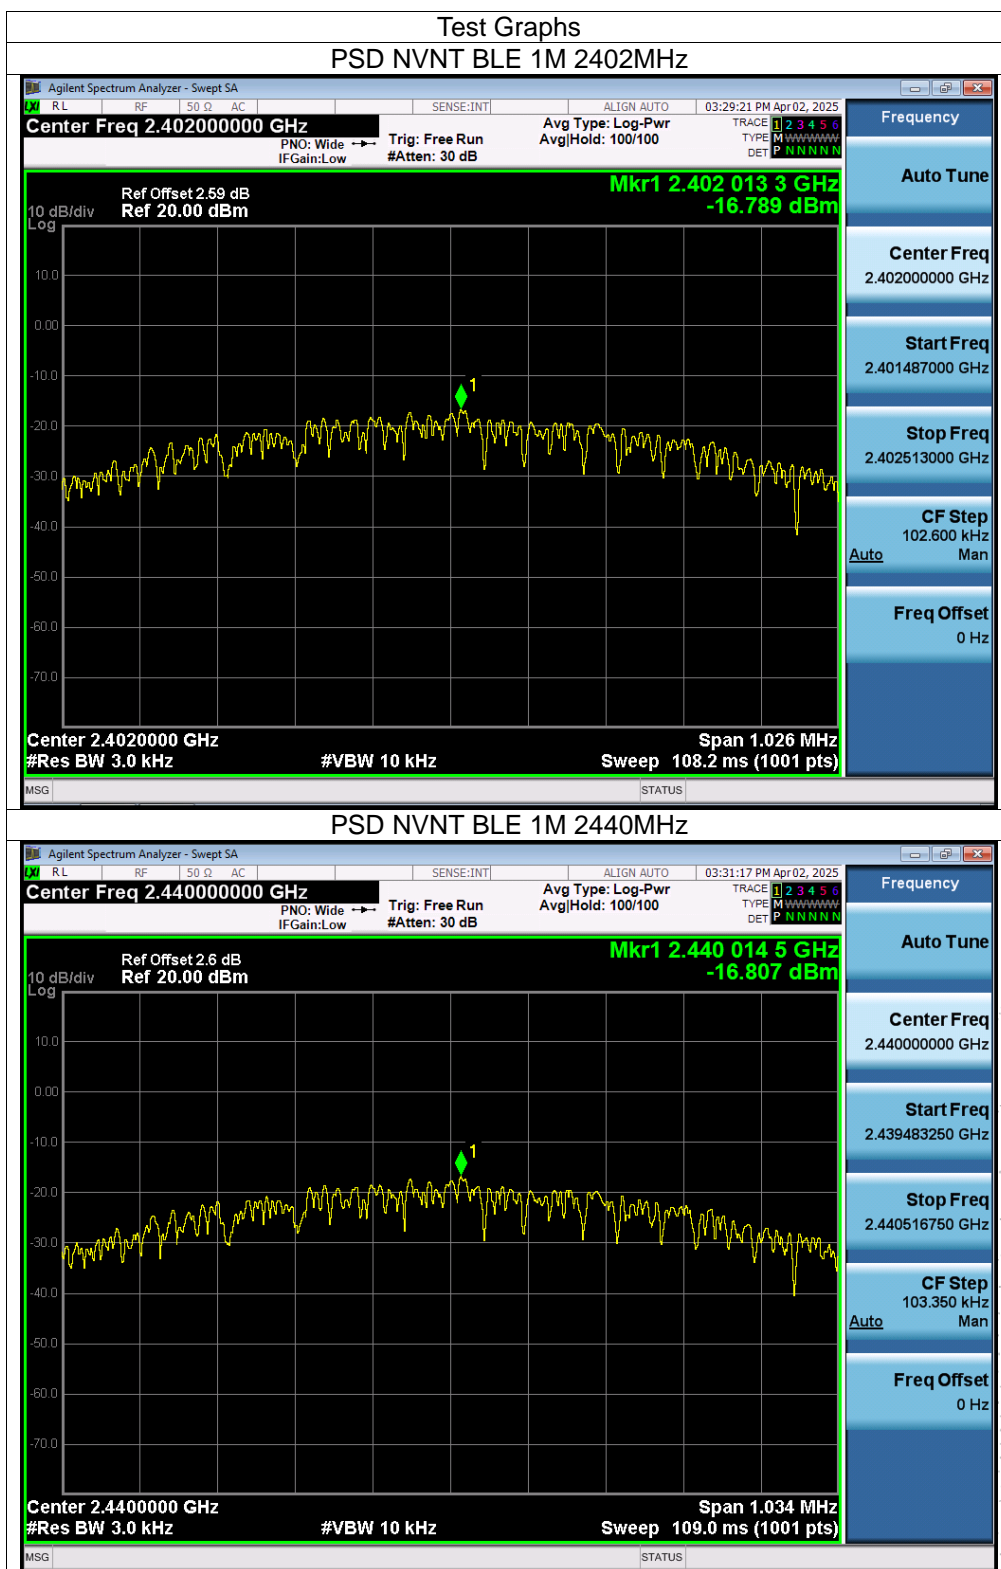 Test Graphs
PSD NVNT BLE 1M 2402MHz
Agilent Spectrum Analyzer - Swept SA
LXI RL RF 50 Ω AC SENSE:INT ALIGN AUTO 03:29:21 PM Apr 02, 2025
Center Freq 2.402000000 GHz
PNO: Wide
IFGain:Low
Trig: Free Run
#Atten: 30 dB
Avg Type: Log-Pwr
Avg|Hold: 100/100
TRACE 1 2 3 4 5 6
TYPE M W W W W W
DET P N N N N N
Frequency
Auto Tune
Center Freq
2.402000000 GHz
Start Freq
2.401487000 GHz
Stop Freq
2.402513000 GHz
CF Step
102.600 kHz
Auto Man
Freq Offset
0 Hz
Mkr1 2.402 013 3 GHz
-16.789 dBm
Ref Offset 2.59 dB
10 dB/div Ref 20.00 dBm
Log
10.0
0.00
-10.0
-20.0
-30.0
-40.0
-50.0
-60.0
-70.0
1
Center 2.4020000 GHz Span 1.026 MHz
#Res BW 3.0 kHz #VBW 10 kHz Sweep 108.2 ms (1001 pts)
MSG STATUS
PSD NVNT BLE 1M 2440MHz
Agilent Spectrum Analyzer - Swept SA
LXI RL RF 50 Ω AC SENSE:INT ALIGN AUTO 03:31:17 PM Apr 02, 2025
Center Freq 2.440000000 GHz
PNO: Wide
IFGain:Low
Trig: Free Run
#Atten: 30 dB
Avg Type: Log-Pwr
Avg|Hold: 100/100
TRACE 1 2 3 4 5 6
TYPE M W W W W W
DET P N N N N N
Frequency
Auto Tune
Center Freq
2.440000000 GHz
Start Freq
2.439483250 GHz
Stop Freq
2.440516750 GHz
CF Step
103.350 kHz
Auto Man
Freq Offset
0 Hz
Mkr1 2.440 014 5 GHz
-16.807 dBm
Ref Offset 2.6 dB
10 dB/div Ref 20.00 dBm
Log
10.0
0.00
-10.0
-20.0
-30.0
-40.0
-50.0
-60.0
-70.0
1
Center 2.4400000 GHz Span 1.034 MHz
#Res BW 3.0 kHz #VBW 10 kHz Sweep 109.0 ms (1001 pts)
MSG STATUS